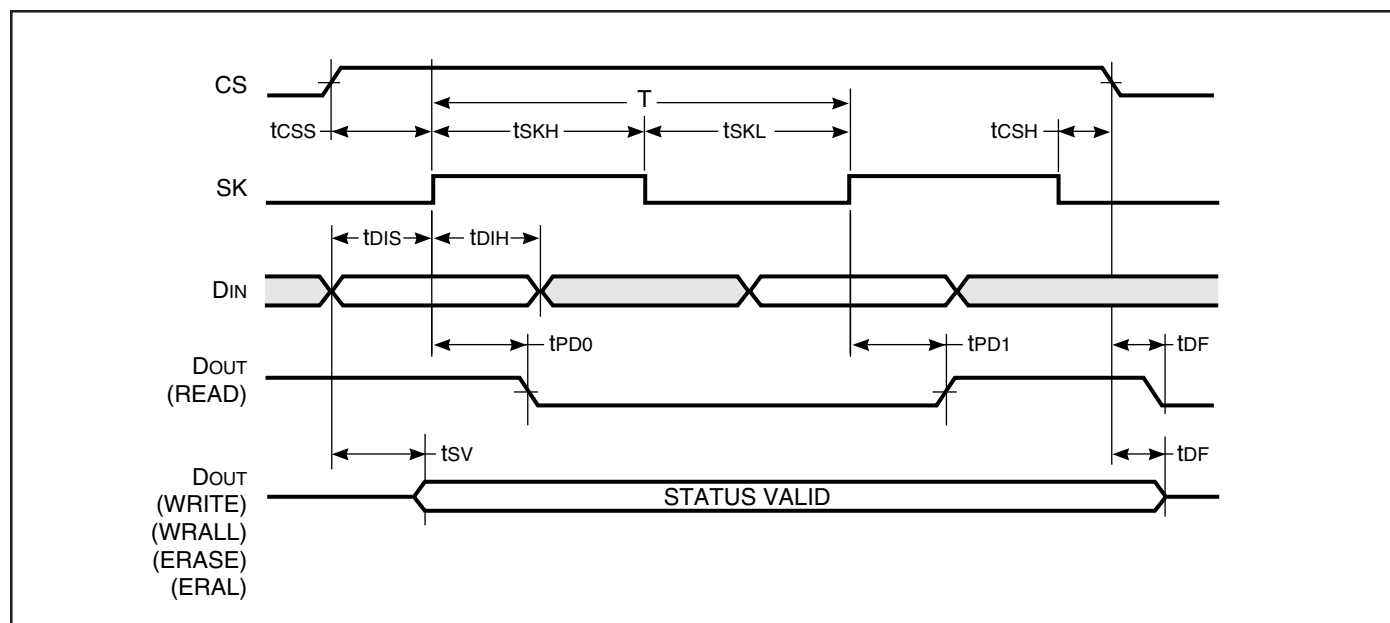 CS
T
tCSS
tSKH
tSKL
tCSH
SK
tDIS
tDIH
DIN
tPD0
tPD1
tDF
DOUT
(READ)
tSV
tDF
DOUT
(WRITE)
(WRALL)
(ERASE)
(ERAL)
STATUS VALID